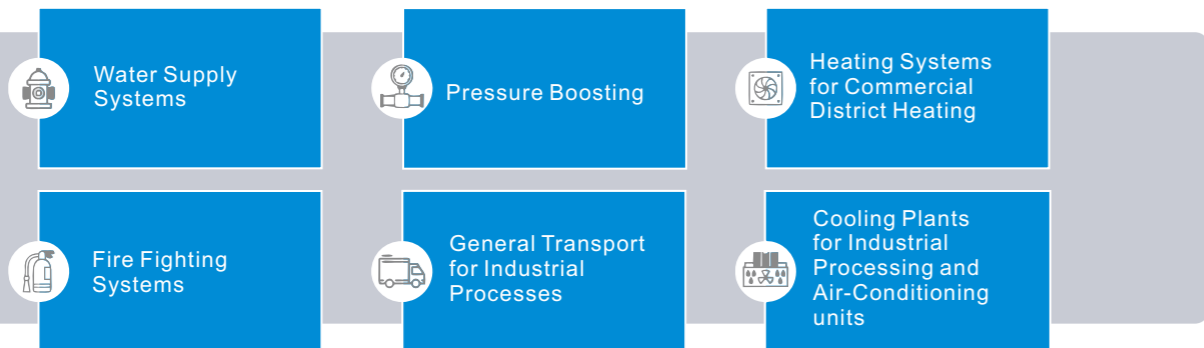 Water Supply
Systems
Pressure Boosting
Heating Systems
for Commercial
District Heating
Fire Fighting
Systems
General Transport
for Industrial
Processes
Cooling Plants
for Industrial
Processing and
Air-Conditioning
units